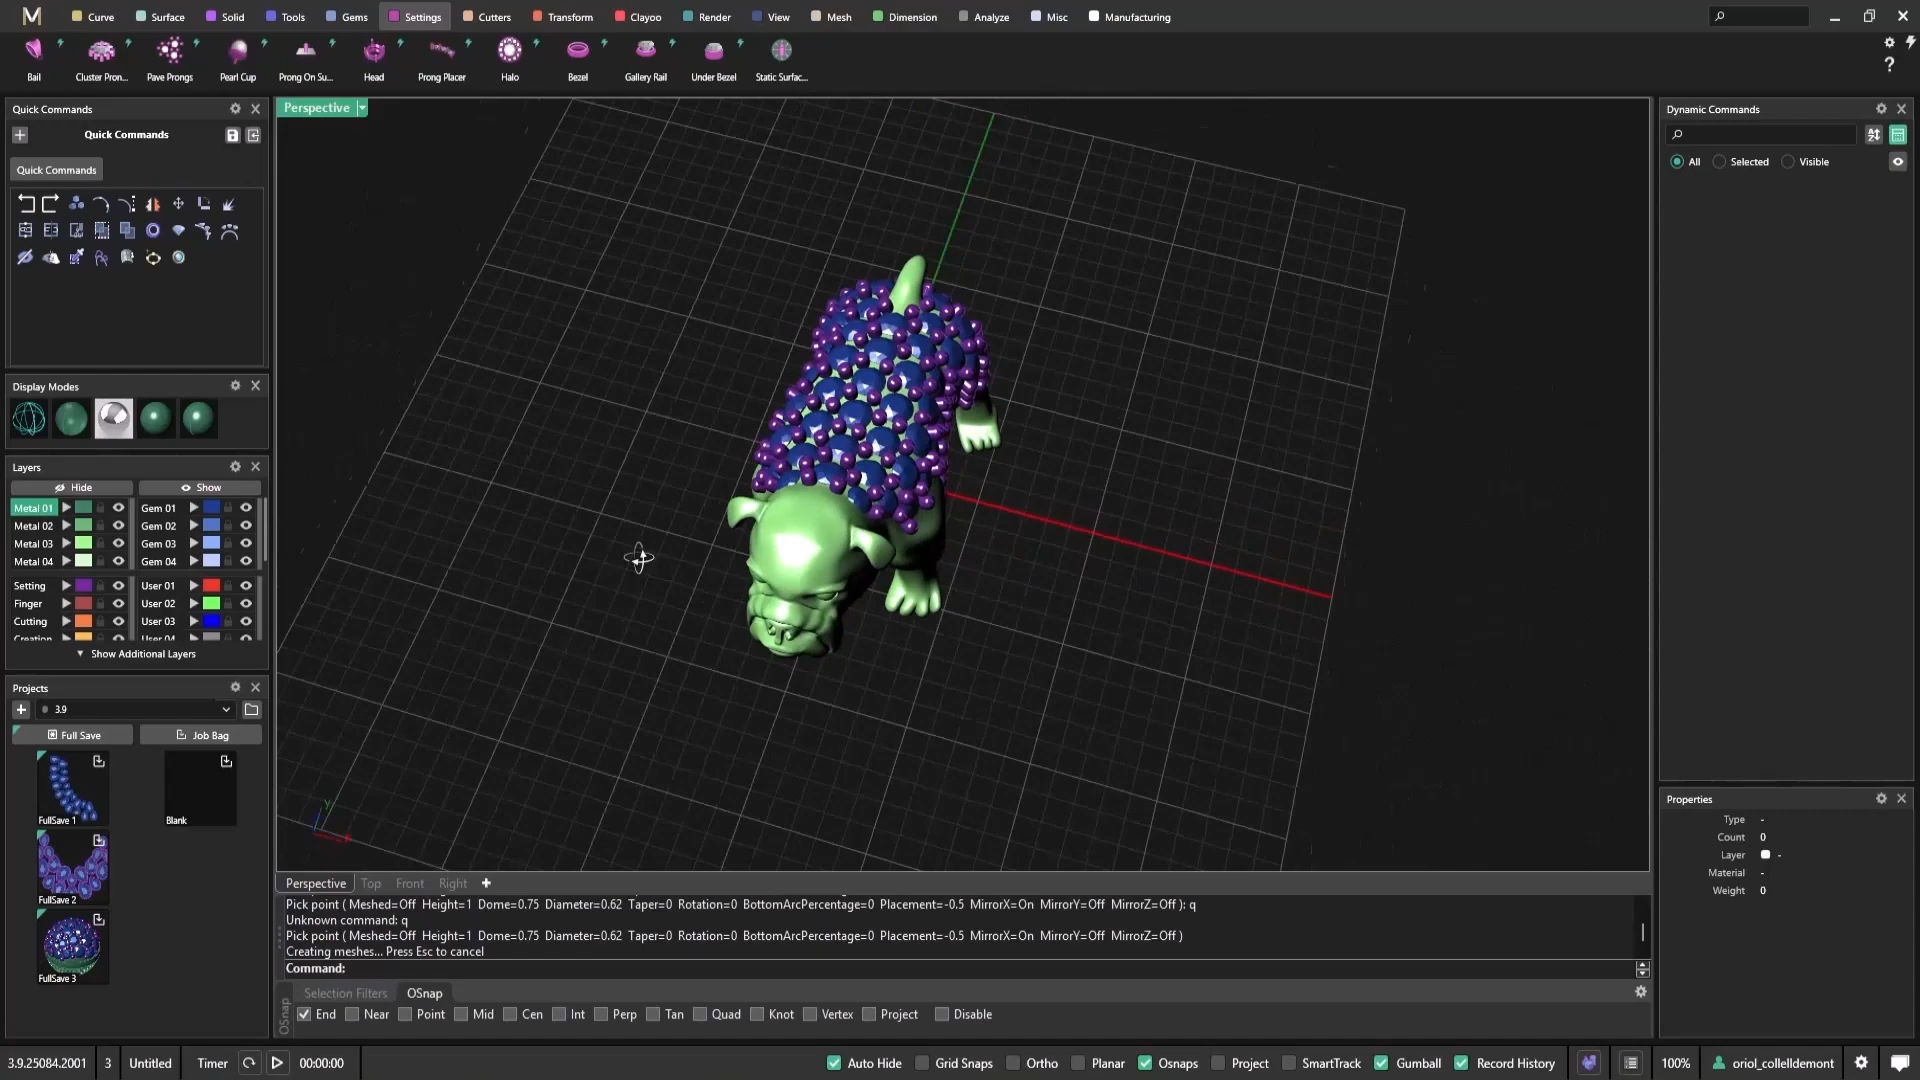 M Curve Surface Solid Tools Gems Settings Cutters Transform Clayoo Render View Mesh Dimension Analyze Misc Manufacturing
Bail Cluster Pron... Pave Prongs Pearl Cup Prong On Su... Head Prong Placer Halo Bezel Gallery Rail Under Bezel Static Surfac...
?
Quick Commands
Quick Commands
Quick Commands
Display Modes
Layers
Hide Show
Metal 01 Gem 01
Metal 02 Gem 02
Metal 03 Gem 03
Metal 04 Gem 04
Setting User 01
Finger User 02
Cutting User 03
Creation User 04
Show Additional Layers
Projects
3.9
Full Save Job Bag
FullSave 1 Blank
FullSave 2
FullSave 3
Perspective
y
x
Perspective Top Front Right
Pick point ( Meshed=Off Height=1 Dome=0.75 Diameter=0.62 Taper=0 Rotation=0 BottomArcPercentage=0 Placement=-0.5 MirrorX=On MirrorY=Off MirrorZ=Off ): q
Unknown command: q
Pick point ( Meshed=Off Height=1 Dome=0.75 Diameter=0.62 Taper=0 Rotation=0 BottomArcPercentage=0 Placement=-0.5 MirrorX=On MirrorY=Off MirrorZ=Off )
Creating meshes... Press Esc to cancel
Command:
OSnap
Selection Filters OSnap
End Near Point Mid Cen Int Perp Tan Quad Knot Vertex Project Disable
Dynamic Commands
All Selected Visible
Properties
Type -
Count 0
Layer -
Material -
Weight 0
3.9.25084.2001 3 Untitled Timer 00:00:00 Auto Hide Grid Snaps Ortho Planar Osnaps Project SmartTrack Gumball Record History 100% oriol_collelldemont